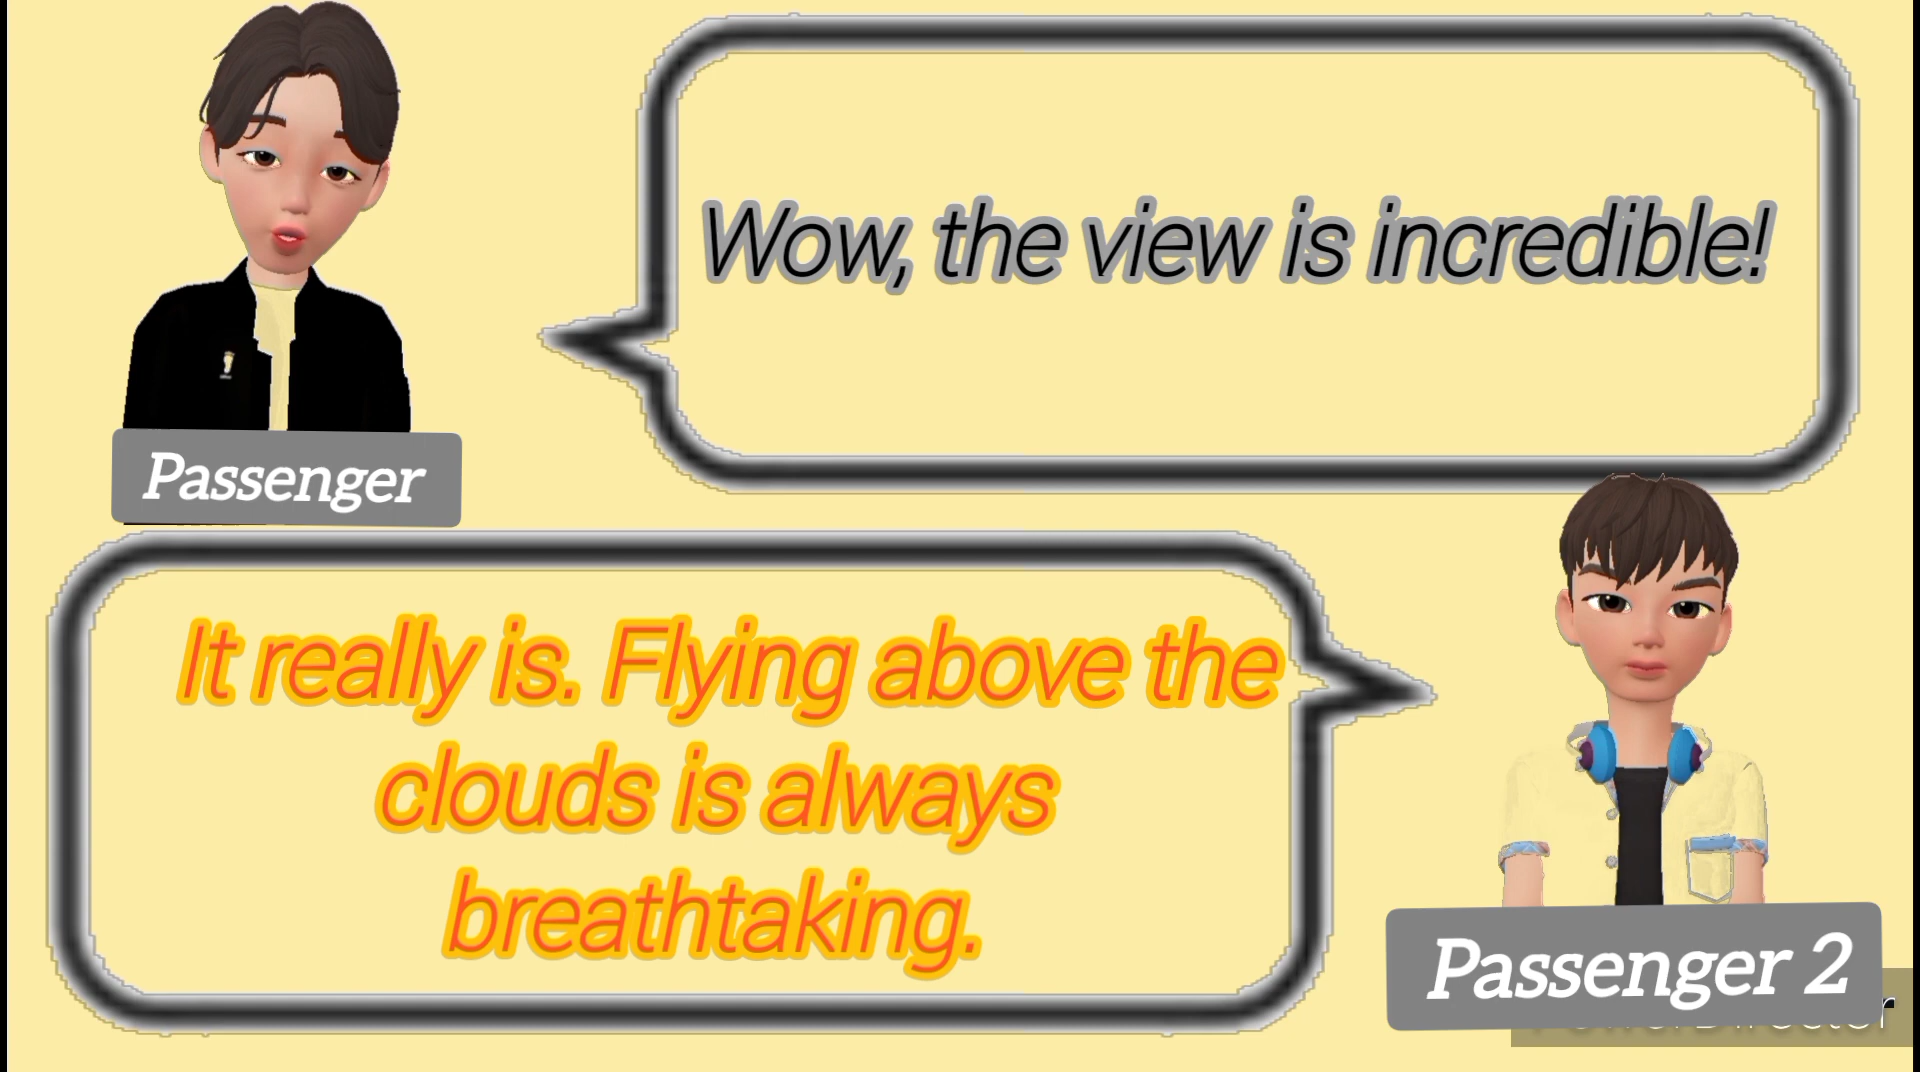 Wow, the view is incredible!
Passenger
It really is. Flying above the
clouds is always
breathtaking.
Passenger 2